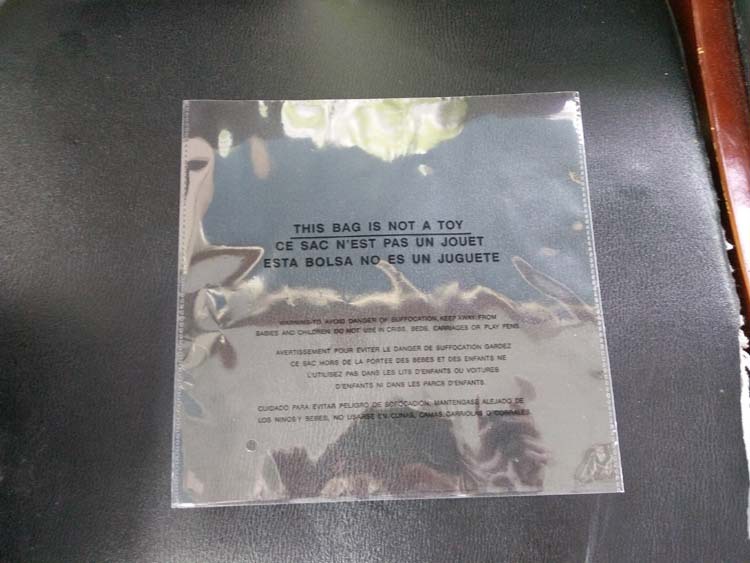 THIS BAG IS NOT A TOY
CE SAC N'EST PAS UN JOUET
ESTA BOLSA NO ES UN JUGUETE
WARNING TO AVOID DANGER OF SUFFOCATION, KEEP AWAY FROM
BABIES AND CHILDREN. DO NOT USE IN CRIBS, BEDS, CARRIAGES OR PLAY PENS.
AVERTISSEMENT POUR EVITER LE DANGER DE SUFFOCATION GARDEZ
CE SAC HORS DE LA PORTEE DES BEBES ET DES ENFANTS NE
L'UTILISEZ PAS DANS LES LITS D'ENFANTS OU VOITURES
D'ENFANTS NI DANS LES PARCS D'ENFANTS.
CUIDADO PARA EVITAR PELIGRO DE SOFOCACION, MANTENGASE ALEJADO DE
LOS NINOS Y BEBES, NO USARSE EN CUNAS, CAMAS, CARRIOLAS O CORRALES.